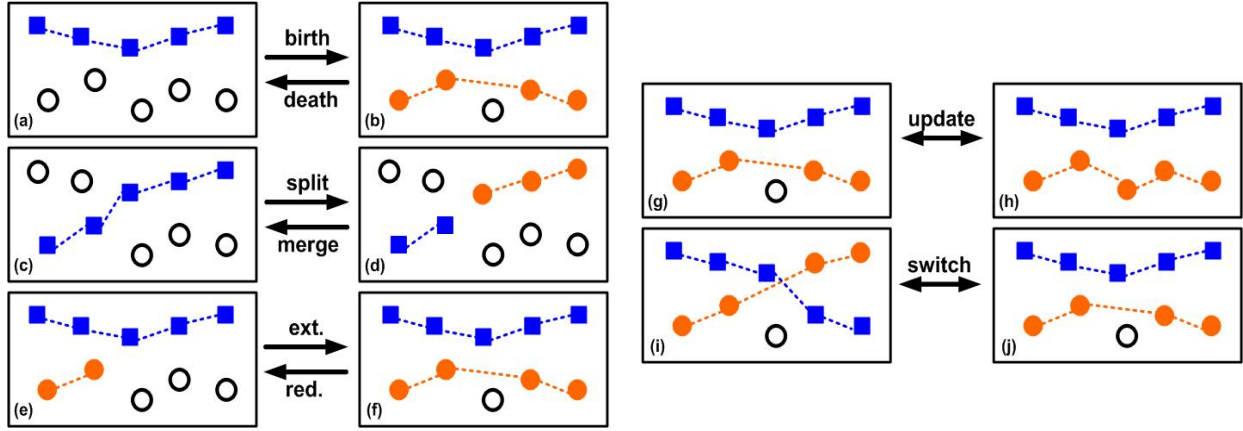 birth
death
(a)
(b)
split
merge
(c)
(d)
ext.
red.
(e)
(f)
update
(g)
(h)
switch
(i)
(j)